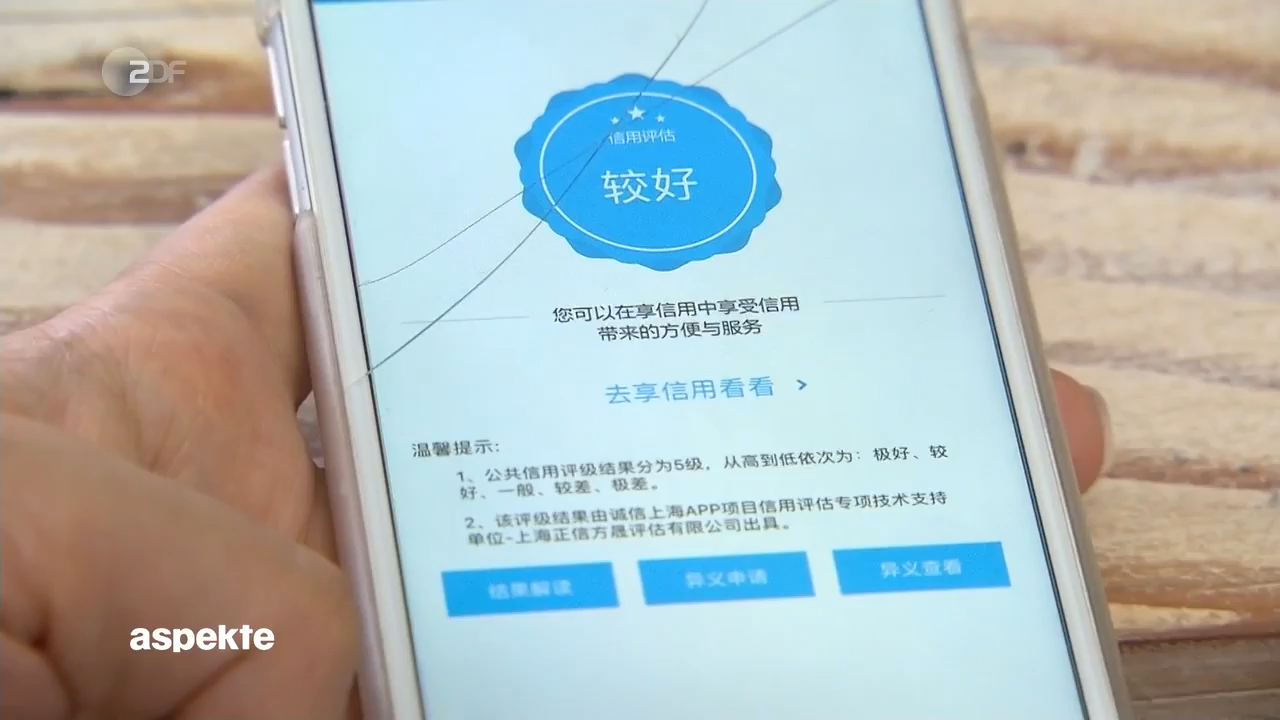 ZDF
信用评估
较好
您可以在享信用中享受信用
带来的方便与服务
去享信用看看 >
温馨提示:
1、公共信用评级结果分为5级，从高到低依次为：极好、较
好、一般、较差、极差。
2、该评级结果由诚信上海APP项目信用评估专项技术支持
单位-上海正信方晟评估有限公司出具。
结果解读
异义申请
异义查看
aspekte